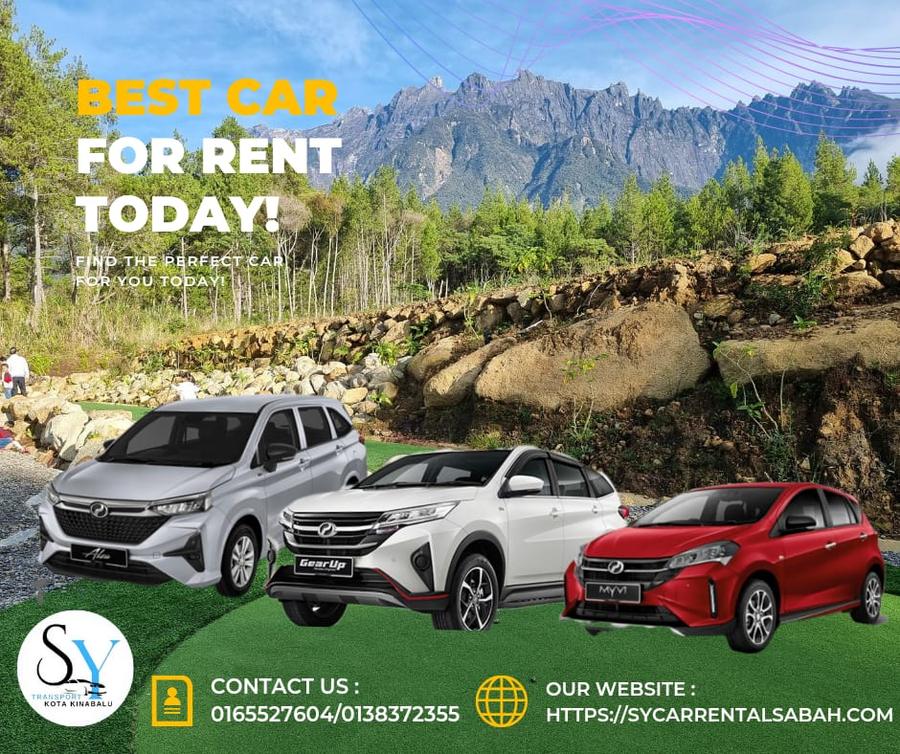 BEST CAR
FOR RENT
TODAY!
FIND THE PERFECT CAR
FOR YOU TODAY!
Alza
GearUp
MYVI
SY
TRANSPORT
KOTA KINABALU
CONTACT US :
0165527604/0138372355
OUR WEBSITE :
HTTPS://SYCARRENTALSABAH.COM